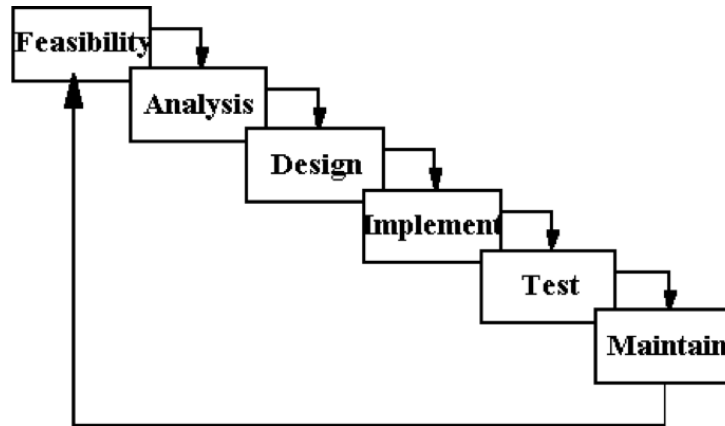 Feasibility
Analysis
Design
Implement
Test
Maintain